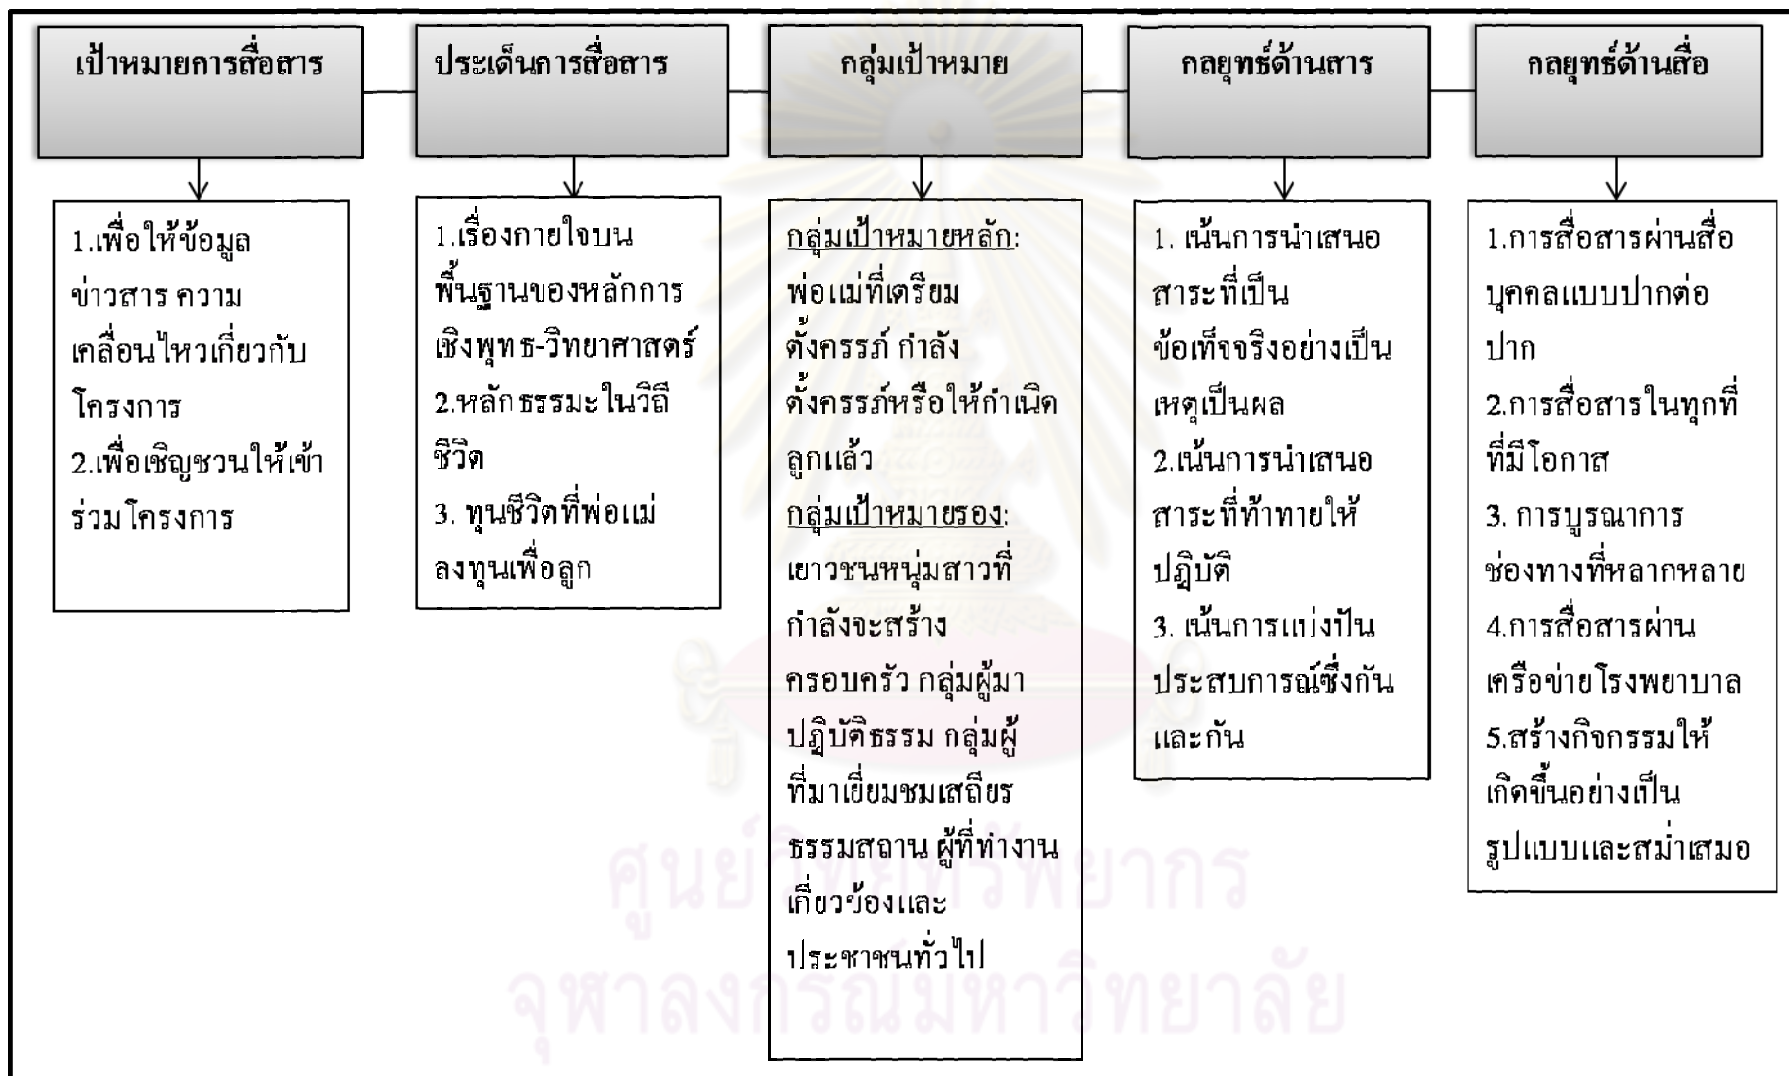 เป้าหมายการสื่อสาร
1.เพื่อให้ข้อมูล
ข่าวสาร ความ
เคลื่อนไหวเกี่ยวกับ
โครงการ
2.เพื่อเชิญชวนให้เข้า
ร่วมโครงการ
ประเด็นการสื่อสาร
1.เรื่องกายใจบน
พื้นฐานของหลักการ
เชิงพุทธ-วิทยาศาสตร์
2.หลักธรรมะในวิถี
ชีวิต
3. ทุนชีวิตที่พ่อแม่
ลงทุนเพื่อลูก
กลุ่มเป้าหมาย
กลุ่มเป้าหมายหลัก:
พ่อแม่ที่เตรียม
ตั้งครรภ์ กำลัง
ตั้งครรภ์หรือให้กำเนิด
ลูกแล้ว
กลุ่มเป้าหมายรอง:
เยาวชนหนุ่มสาวที่
กำลังจะสร้าง
ครอบครัว กลุ่มผู้มา
ปฏิบัติธรรม กลุ่มผู้
ที่มาเยี่ยมชมเสถียร
ธรรมสถาน ผู้ที่ทำงาน
เกี่ยวข้องและ
ประชาชนทั่วไป
กลยุทธ์ด้านสาร
1. เน้นการนำเสนอ
สาระที่เป็น
ข้อเท็จจริงอย่างเป็น
เหตุเป็นผล
2.เน้นการนำเสนอ
สาระที่ท้าทายให้
ปฏิบัติ
3. เน้นการแบ่งปัน
ประสบการณ์ซึ่งกัน
และกัน
กลยุทธ์ด้านสื่อ
1.การสื่อสารผ่านสื่อ
บุคคลแบบปากต่อ
ปาก
2.การสื่อสารในทุกที่
ที่มีโอกาส
3. การบูรณาการ
ช่องทางที่หลากหลาย
4.การสื่อสารผ่าน
เครือข่ายโรงพยาบาล
5.สร้างกิจกรรมให้
เกิดขึ้นอย่างเป็น
รูปแบบและสม่ำเสมอ
ศูนย์วิทยทรัพยากร
จุฬาลงกรณ์มหาวิทยาลัย